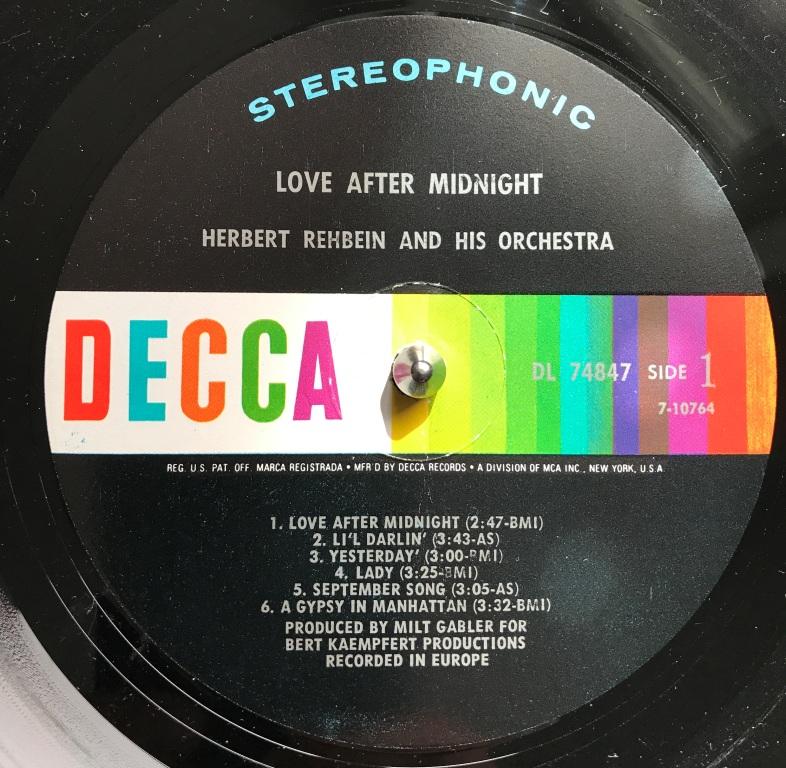 STEREOPHONIC
LOVE AFTER MIDNIGHT
HERBERT REHBEIN AND HIS ORCHESTRA
DECCA
DL 74847 SIDE 1
7-10764
REG. U.S. PAT. OFF. MARCA REGISTRADA • MFR'D BY DECCA RECORDS • A DIVISION OF MCA INC., NEW YORK, U.S.A.
1. LOVE AFTER MIDNIGHT (2:47-BMI)
2. LI'L DARLIN' (3:43-AS)
3. YESTERDAY' (3:00-BMI)
4. LADY (3:25-BMI)
5. SEPTEMBER SONG (3:05-AS)
6. A GYPSY IN MANHATTAN (3:32-BMI)
PRODUCED BY MILT GABLER FOR
BERT KAEMPFERT PRODUCTIONS
RECORDED IN EUROPE